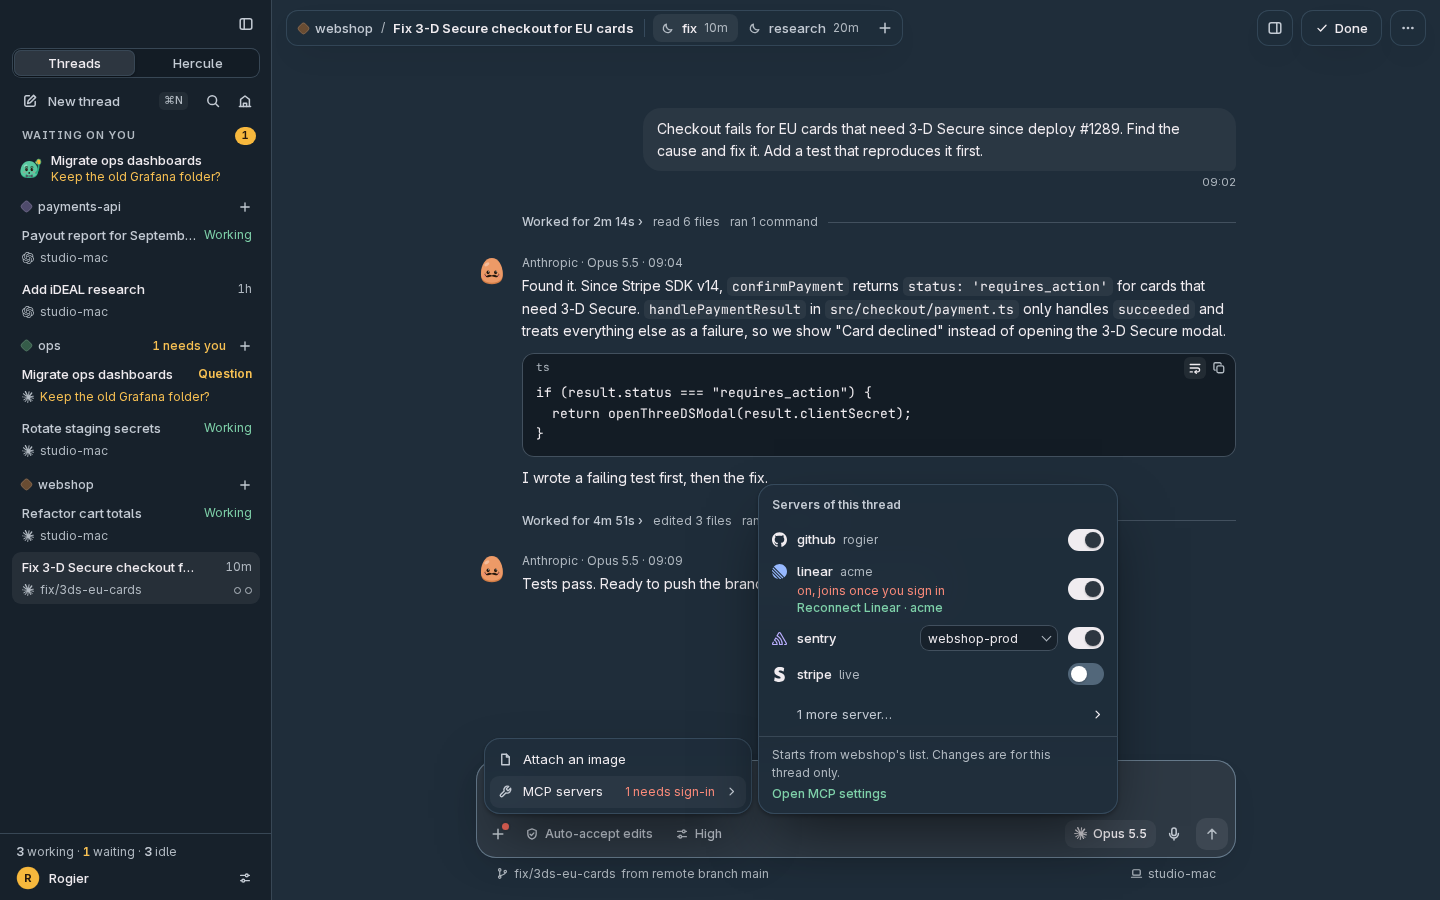 webshop / Fix 3-D Secure checkout for EU cards
fix 10m
research 20m
Done
Threads
Hercule
New thread
⌘N
WAITING ON YOU
1
Migrate ops dashboards
Keep the old Grafana folder?
payments-api
Payout report for Septemb…
Working
studio-mac
Add iDEAL research
1h
studio-mac
ops
1 needs you
Migrate ops dashboards
Question
Keep the old Grafana folder?
Rotate staging secrets
Working
studio-mac
webshop
Refactor cart totals
Working
studio-mac
Fix 3-D Secure checkout f…
10m
fix/3ds-eu-cards
3 working · 1 waiting · 3 idle
R
Rogier
Checkout fails for EU cards that need 3-D Secure since deploy #1289. Find the
cause and fix it. Add a test that reproduces it first.
09:02
Worked for 2m 14s › read 6 files ran 1 command
Anthropic · Opus 5.5 · 09:04
Found it. Since Stripe SDK v14, confirmPayment returns status: 'requires_action' for cards that
need 3-D Secure. handlePaymentResult in src/checkout/payment.ts only handles succeeded and
treats everything else as a failure, so we show "Card declined" instead of opening the 3-D Secure modal.
ts
if (result.status === "requires_action") {
return openThreeDSModal(result.clientSecret);
}
I wrote a failing test first, then the fix.
Worked for 4m 51s › edited 3 files ran
Anthropic · Opus 5.5 · 09:09
Tests pass. Ready to push the branc
Servers of this thread
github rogier
linear acme
on, joins once you sign in
Reconnect Linear · acme
sentry
webshop-prod
stripe live
1 more server…
Starts from webshop's list. Changes are for this
thread only.
Open MCP settings
Attach an image
MCP servers
1 needs sign-in
Auto-accept edits
High
Opus 5.5
fix/3ds-eu-cards from remote branch main
studio-mac